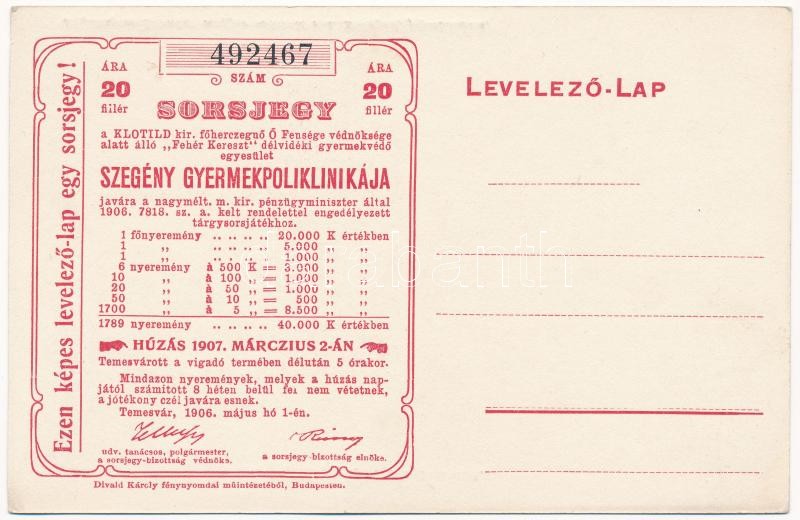 Ezen képes levelező-lap egy sorsjegy!
492467
SZÁM
ÁRA
20
fillér
ÁRA
20
fillér
SORSJEGY
a KLOTILD kir. főherczegnő Ő Fensége védnöksége
alatt álló „Fehér Kereszt" délvidéki gyermekvédő
egyesület
SZEGÉNY GYERMEKPOLIKLINIKÁJA
javára a nagymélt. m. kir. pénzügyminiszter által
1906. 7818. sz. a. kelt rendelettel engedélyezett
tárgysorsjátékhoz.
1 főnyeremény .. .. .. .. 20.000 K értékben
1 „ .. .. .. .. 5.000 „ „
1 „ .. .. .. .. 1.000 „ „
6 nyeremény à 500 K = 3.000 „ „
10 „ à 100 „ = 1.000 „ „
20 „ à 50 „ = 1.000 „ „
50 „ à 10 „ = 500 „ „
1700 „ à 5 „ = 8.500 „ „
1789 nyeremény .. .. .. .. 40.000 K értékben
HÚZÁS 1907. MÁRCZIUS 2-ÁN
Temesvárott a vigadó termében délután 5 órakor.
Mindazon nyeremények, melyek a húzás nap-
jától számított 8 héten belül fel nem vétetnek,
a jótékony czél javára esnek.
Temesvár, 1906. május hó 1-én.
udv. tanácsos, polgármester,
a sorsjegy-bizottság védnöke.
a sorsjegy-bizottság elnöke.
Divald Károly fénynyomdai műintézetéből, Budapesten.
LEVELEZŐ-LAP